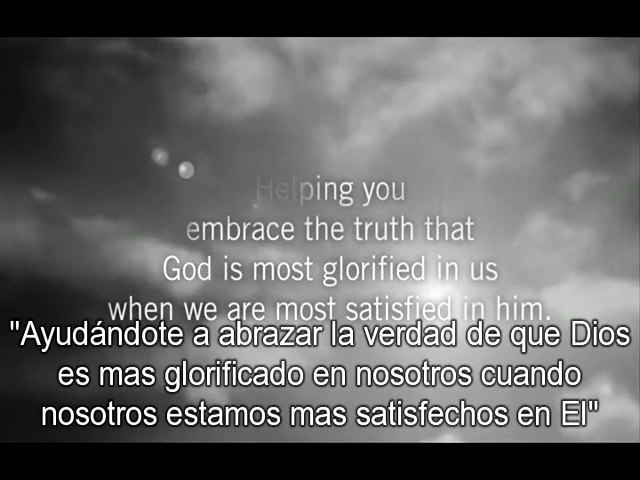 Helping you
embrace the truth that
God is most glorified in us
when we are most satisfied in him.
"Ayudándote a abrazar la verdad de que Dios
es mas glorificado en nosotros cuando
nosotros estamos mas satisfechos en El"